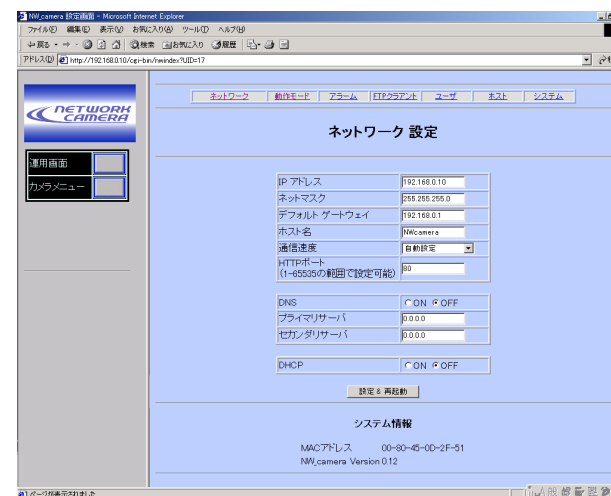 NW_camera 設定画面 - Microsoft Internet Explorer
ファイル(F) 編集(E) 表示(V) お気に入り(A) ツール(T) ヘルプ(H)
戻る 検索 お気に入り 履歴
アドレス(D) http://192.168.0.10/cgi-bin/nwindex?UID=17
NETWORK CAMERA
ネットワーク 動作モード アラーム FTPクライアント ユーザ ホスト システム
ネットワーク 設定
運用画面
カメラメニュー
IP アドレス 192.168.0.10
ネットマスク 255.255.255.0
デフォルト ゲートウェイ 192.168.0.1
ホスト名 NWcamera
通信速度 自動設定
HTTPポート
(1-65535の範囲で設定可能) 80
DNS ON OFF
プライマリサーバ 0.0.0.0
セカンダリサーバ 0.0.0.0
DHCP ON OFF
設定 & 再起動
システム情報
MACアドレス 00-80-45-0D-2F-51
NW_camera Version 0.12
ページが表示されました